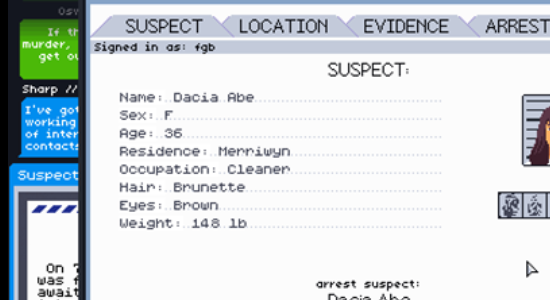 SUSPECT LOCATION EVIDENCE ARREST
Signed in as: fgb
SUSPECT:
Name: Dacia Abe
Sex: F
Age: 36
Residence: Merriwyn
Occupation: Cleaner
Hair: Brunette
Eyes: Brown
Weight: 148 lb
arrest suspect:
Dacia Abe
If th
murder,
get ou
Sharp //
I've got
working
of inter
contacts
Suspect
On 7
was f
await